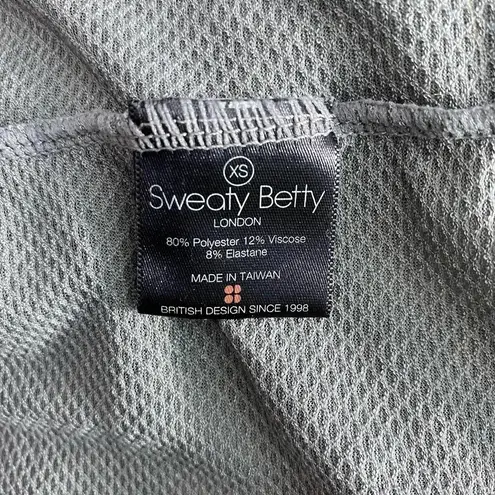 XS
Sweaty Betty
LONDON
80% Polyester 12% Viscose
8% Elastane
MADE IN TAIWAN
BRITISH DESIGN SINCE 1998